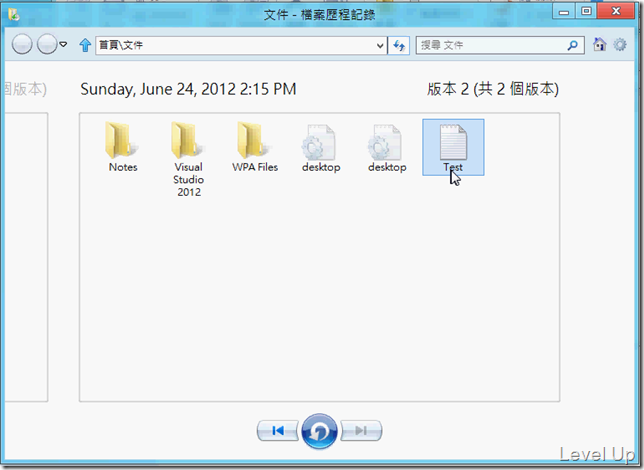 文件 - 檔案歷程記錄
首頁\文件
搜尋 文件
個版本)
Sunday, June 24, 2012 2:15 PM
版本 2 (共 2 個版本)
Notes
Visual
Studio
2012
WPA Files
desktop
desktop
Test
Level Up